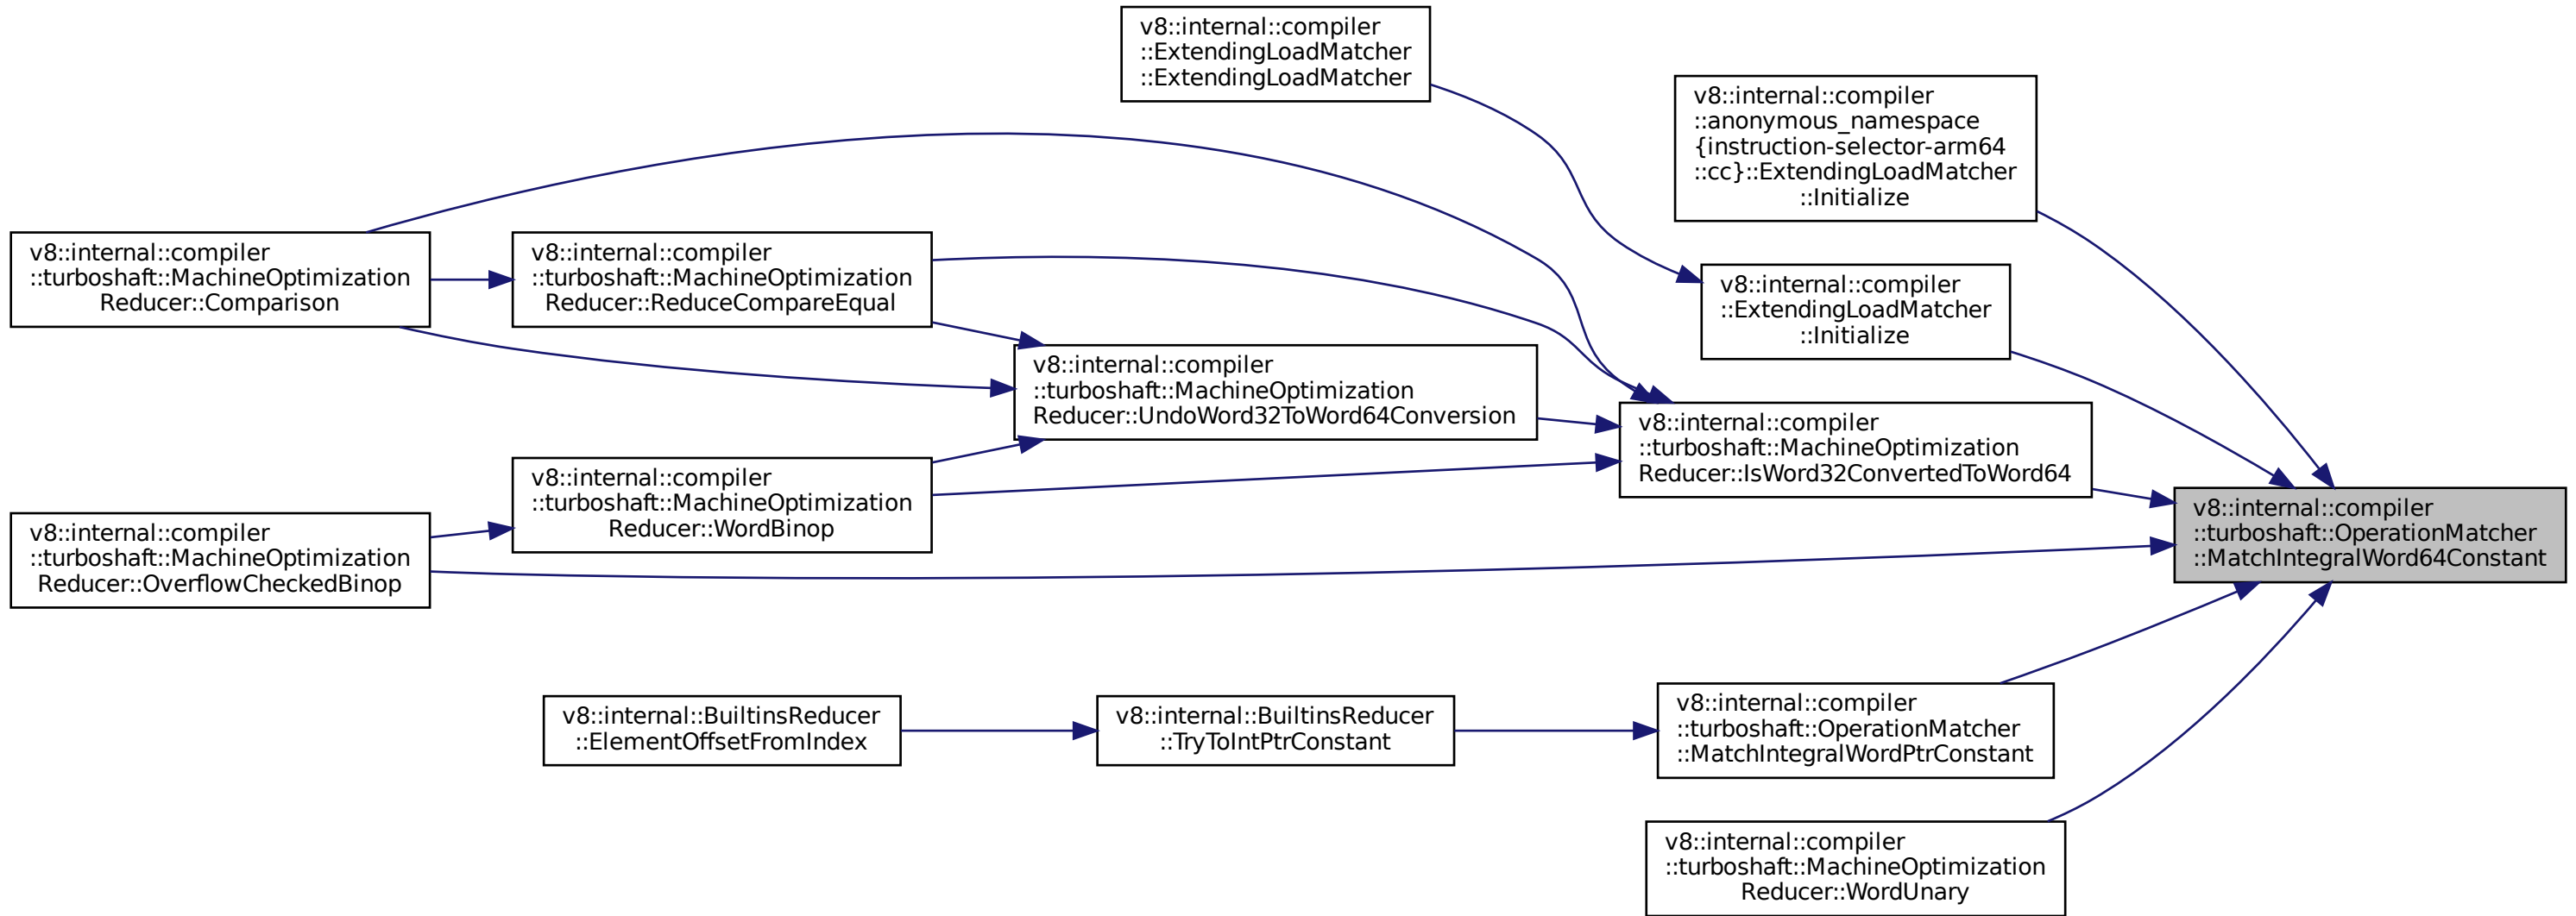 v8::internal::compiler
::ExtendingLoadMatcher
::ExtendingLoadMatcher
v8::internal::compiler
::anonymous_namespace
{instruction-selector-arm64
::cc}::ExtendingLoadMatcher
::Initialize
v8::internal::compiler
::turboshaft::MachineOptimization
Reducer::Comparison
v8::internal::compiler
::turboshaft::MachineOptimization
Reducer::ReduceCompareEqual
v8::internal::compiler
::ExtendingLoadMatcher
::Initialize
v8::internal::compiler
::turboshaft::MachineOptimization
Reducer::UndoWord32ToWord64Conversion
v8::internal::compiler
::turboshaft::MachineOptimization
Reducer::IsWord32ConvertedToWord64
v8::internal::compiler
::turboshaft::MachineOptimization
Reducer::WordBinop
v8::internal::compiler
::turboshaft::OperationMatcher
::MatchIntegralWord64Constant
v8::internal::compiler
::turboshaft::MachineOptimization
Reducer::OverflowCheckedBinop
v8::internal::BuiltinsReducer
::ElementOffsetFromIndex
v8::internal::BuiltinsReducer
::TryToIntPtrConstant
v8::internal::compiler
::turboshaft::OperationMatcher
::MatchIntegralWordPtrConstant
v8::internal::compiler
::turboshaft::MachineOptimization
Reducer::WordUnary